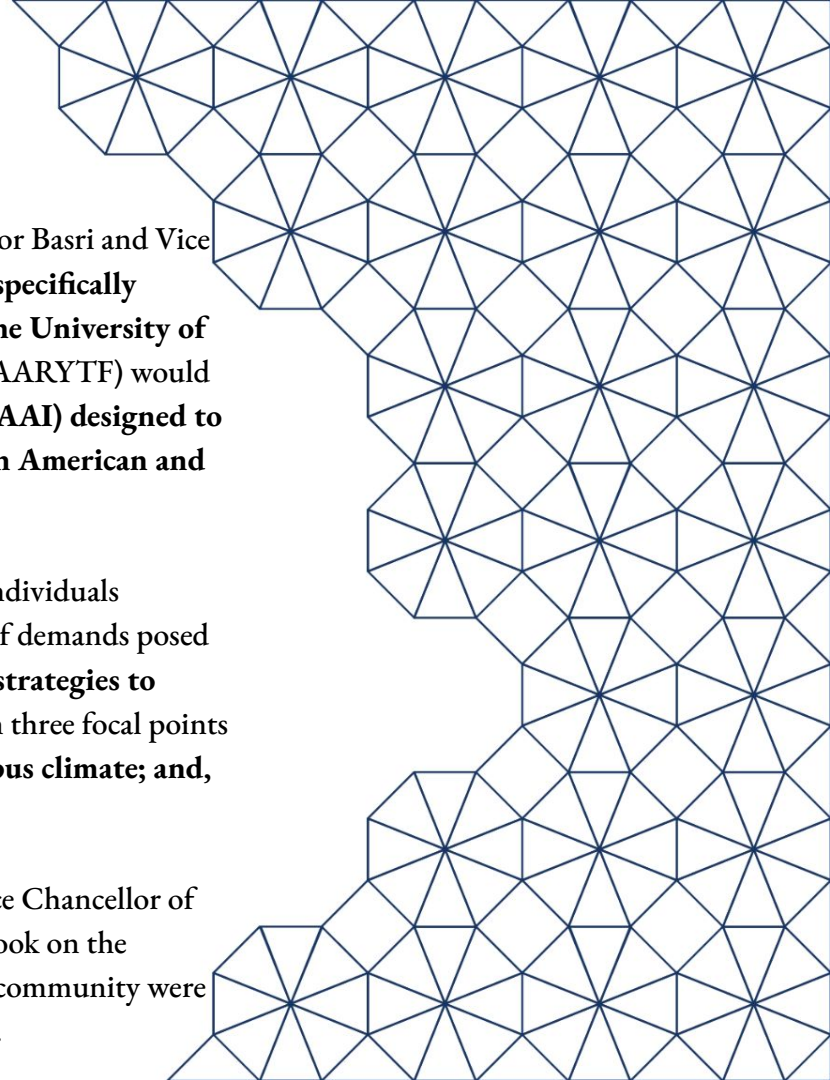 or Basri and Vice
specifically
he University of
AARYTF) would
AAI) designed to
n American and
ndividuals
f demands posed
strategies to
n three focal points
ous climate; and,
ce Chancellor of
ook on the
community were
.